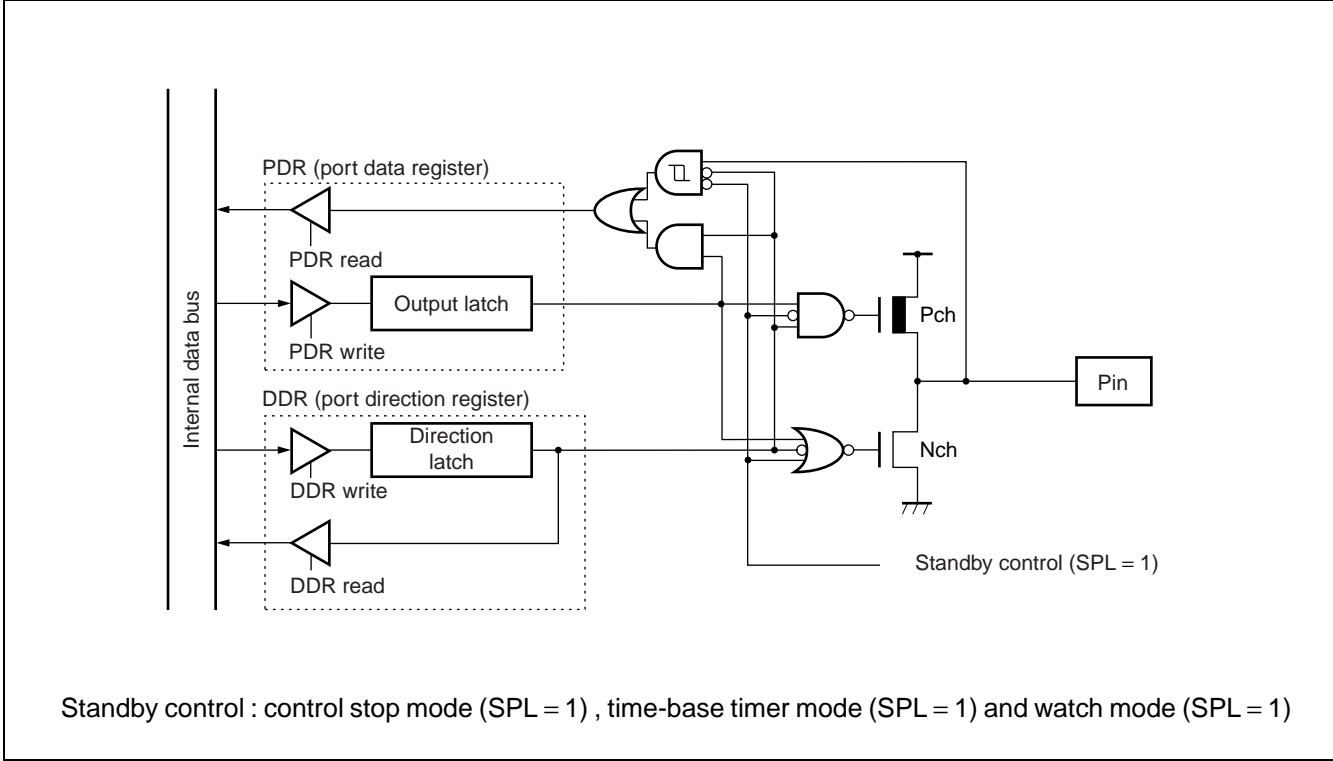 PDR (port data register)
PDR read
Output latch
PDR write
Internal data bus
DDR (port direction register)
Direction
latch
DDR write
DDR read
Pch
Pin
Nch
Standby control (SPL = 1)
Standby control : control stop mode (SPL = 1) , time-base timer mode (SPL = 1) and watch mode (SPL = 1)